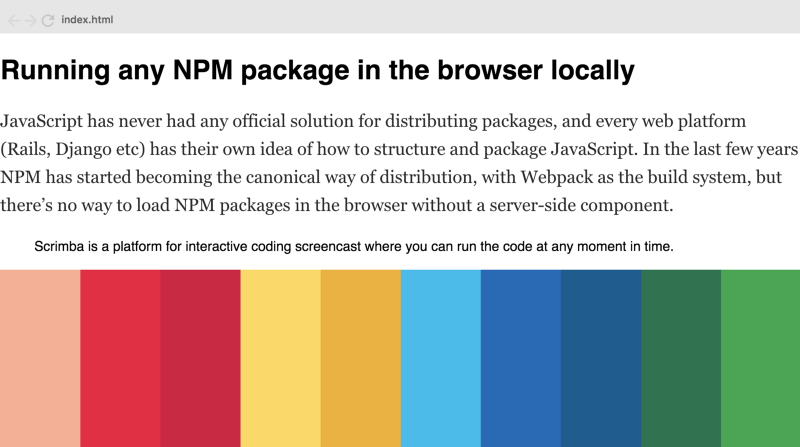 index.html
Running any NPM package in the browser locally
JavaScript has never had any official solution for distributing packages, and every web platform
(Rails, Django etc) has their own idea of how to structure and package JavaScript. In the last few years
NPM has started becoming the canonical way of distribution, with Webpack as the build system, but
there’s no way to load NPM packages in the browser without a server-side component.
Scrimba is a platform for interactive coding screencast where you can run the code at any moment in time.